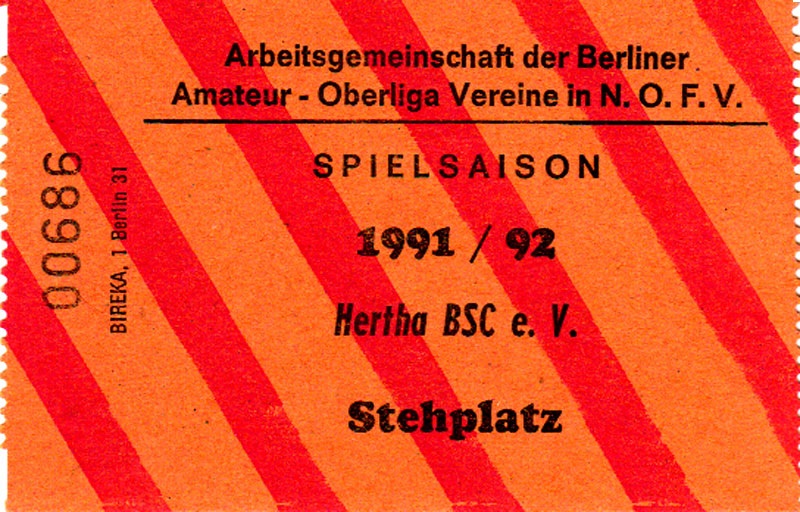 Arbeitsgemeinschaft der Berliner
Amateur - Oberliga Vereine in N. O. F. V.
SPIELSAISON
1991 / 92
Hertha BSC e. V.
Stehplatz
00686
BIREKA, 1 Berlin 31